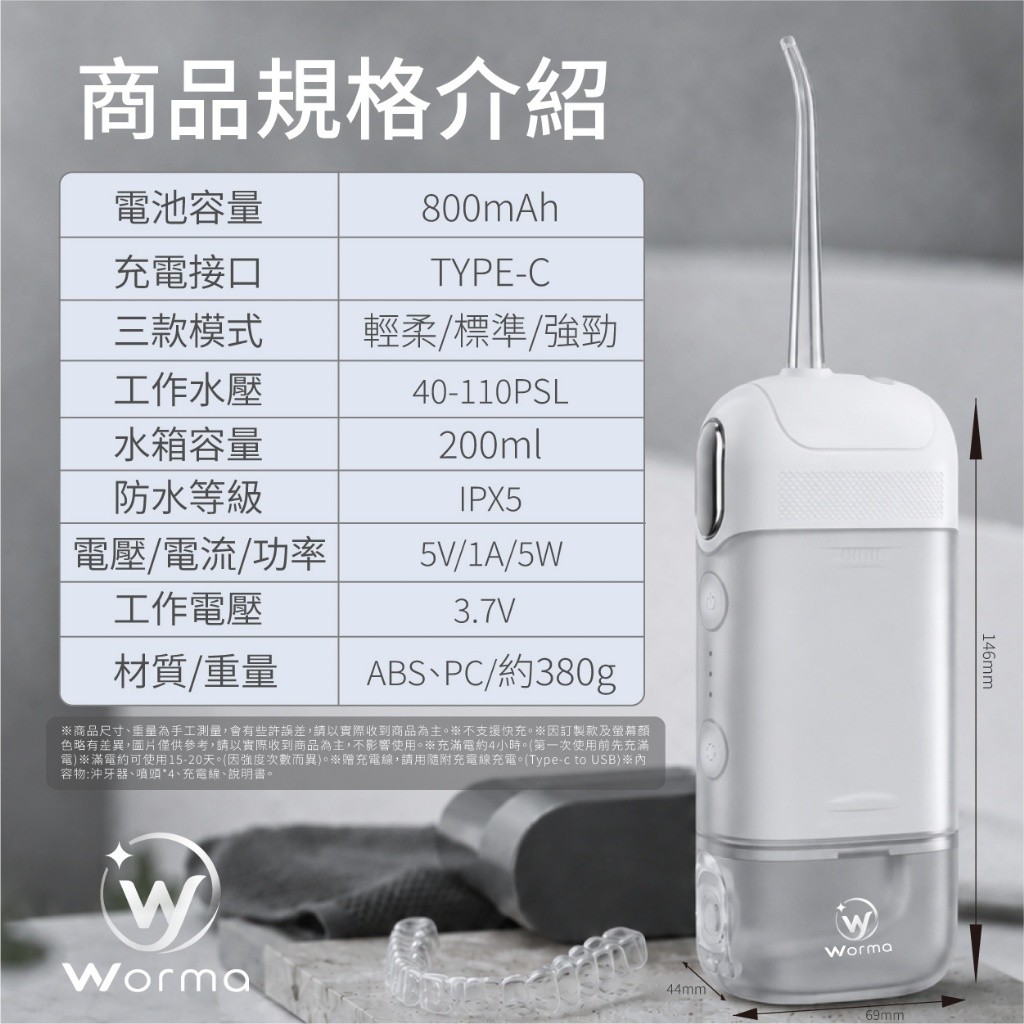 商品規格介紹
電池容量 800mAh
充電接口 TYPE-C
三款模式 輕柔/標準/強勁
工作水壓 40-110PSL
水箱容量 200ml
防水等級 IPX5
電壓/電流/功率 5V/1A/5W
工作電壓 3.7V
材質/重量 ABS、PC/約380g
※商品尺寸、重量為手工測量,會有些許誤差,請以實際收到商品為主。※不支援快充。※因訂製款及螢幕顏
色略有差異,圖片僅供參考,請以實際收到商品為主,不影響使用。※充滿電約4小時。(第一次使用前先充滿
電)※滿電約可使用15-20天。(因強度次數而異)。※贈充電線,請用隨附充電線充電。(Type-c to USB)※內
容物:沖牙器、噴頭*4、充電線、說明書。
Worma
Worma
146mm
44mm
69mm